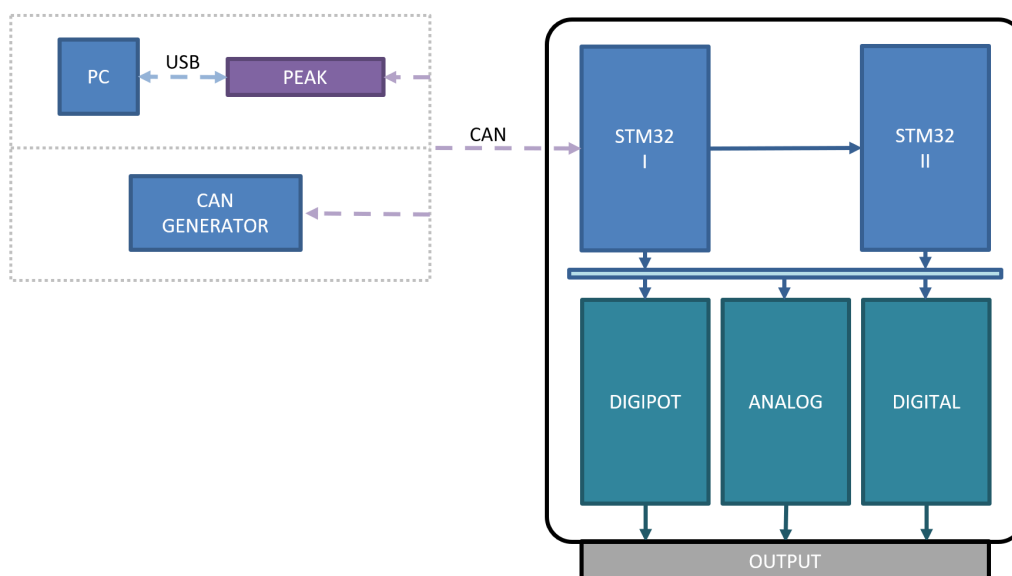 USB
PC
PEAK
CAN
CAN
GENERATOR
STM32
I
STM32
II
DIGIPOT
ANALOG
DIGITAL
OUTPUT